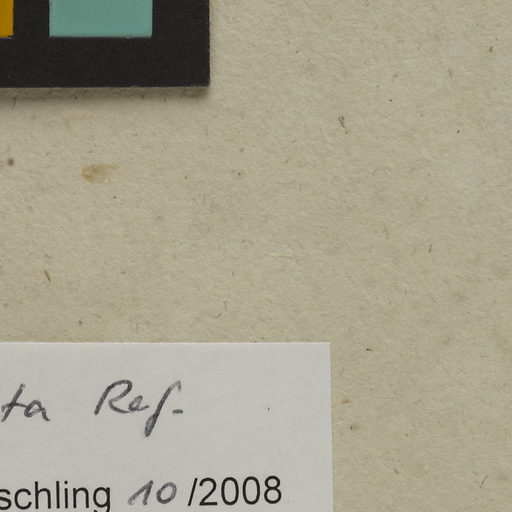 ta Ref.
schling 10 /2008